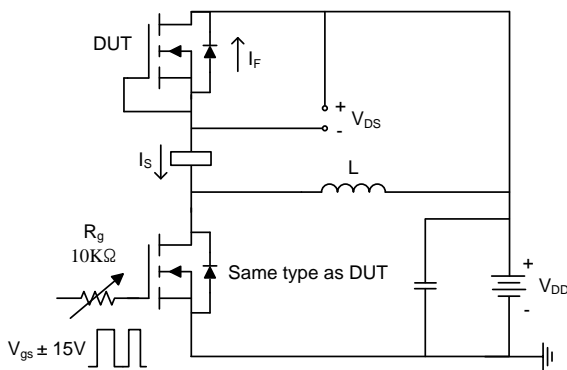 DUT
I_F
+
V_DS
-
I_S
L
R_g
10KΩ
Same type as DUT
+
V_DD
-
V_gs ± 15V